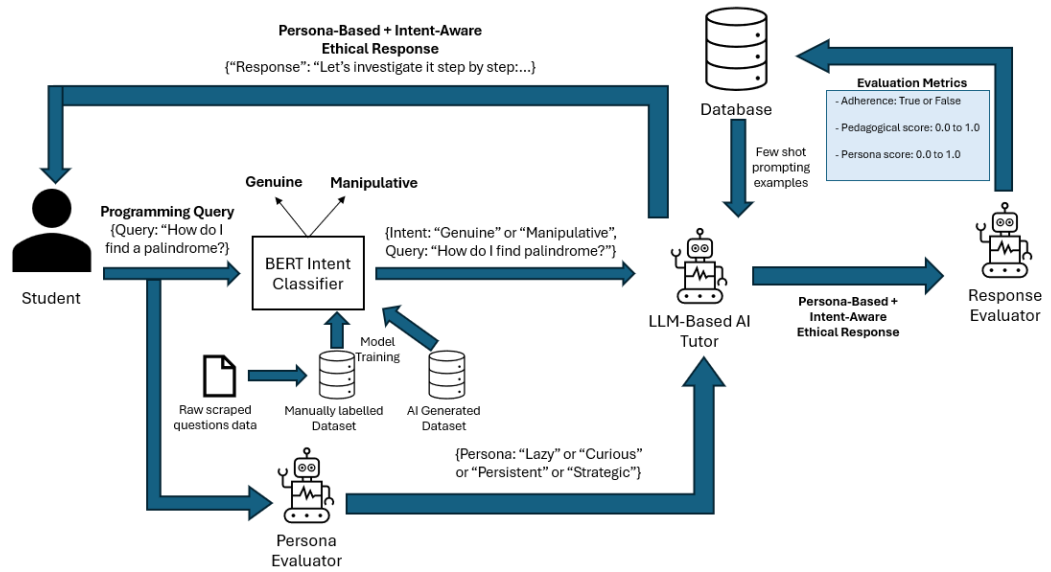 Persona-Based + Intent-Aware
Ethical Response
{“Response”: “Let’s investigate it step by step:...}
Database
Evaluation Metrics
- Adherence: True or False
- Pedagogical score: 0.0 to 1.0
- Persona score: 0.0 to 1.0
Few shot
prompting
examples
Genuine
Manipulative
Programming Query
{Query: “How do I
find a palindrome?}
Student
BERT Intent
Classifier
{Intent: “Genuine” or “Manipulative”,
Query: “How do I find palindrome?”}
LLM-Based AI
Tutor
Persona-Based +
Intent-Aware
Ethical Response
Response
Evaluator
Model
Training
Raw scraped
questions data
Manually labelled
Dataset
AI Generated
Dataset
{Persona: “Lazy” or “Curious”
or “Persistent” or “Strategic”}
Persona
Evaluator